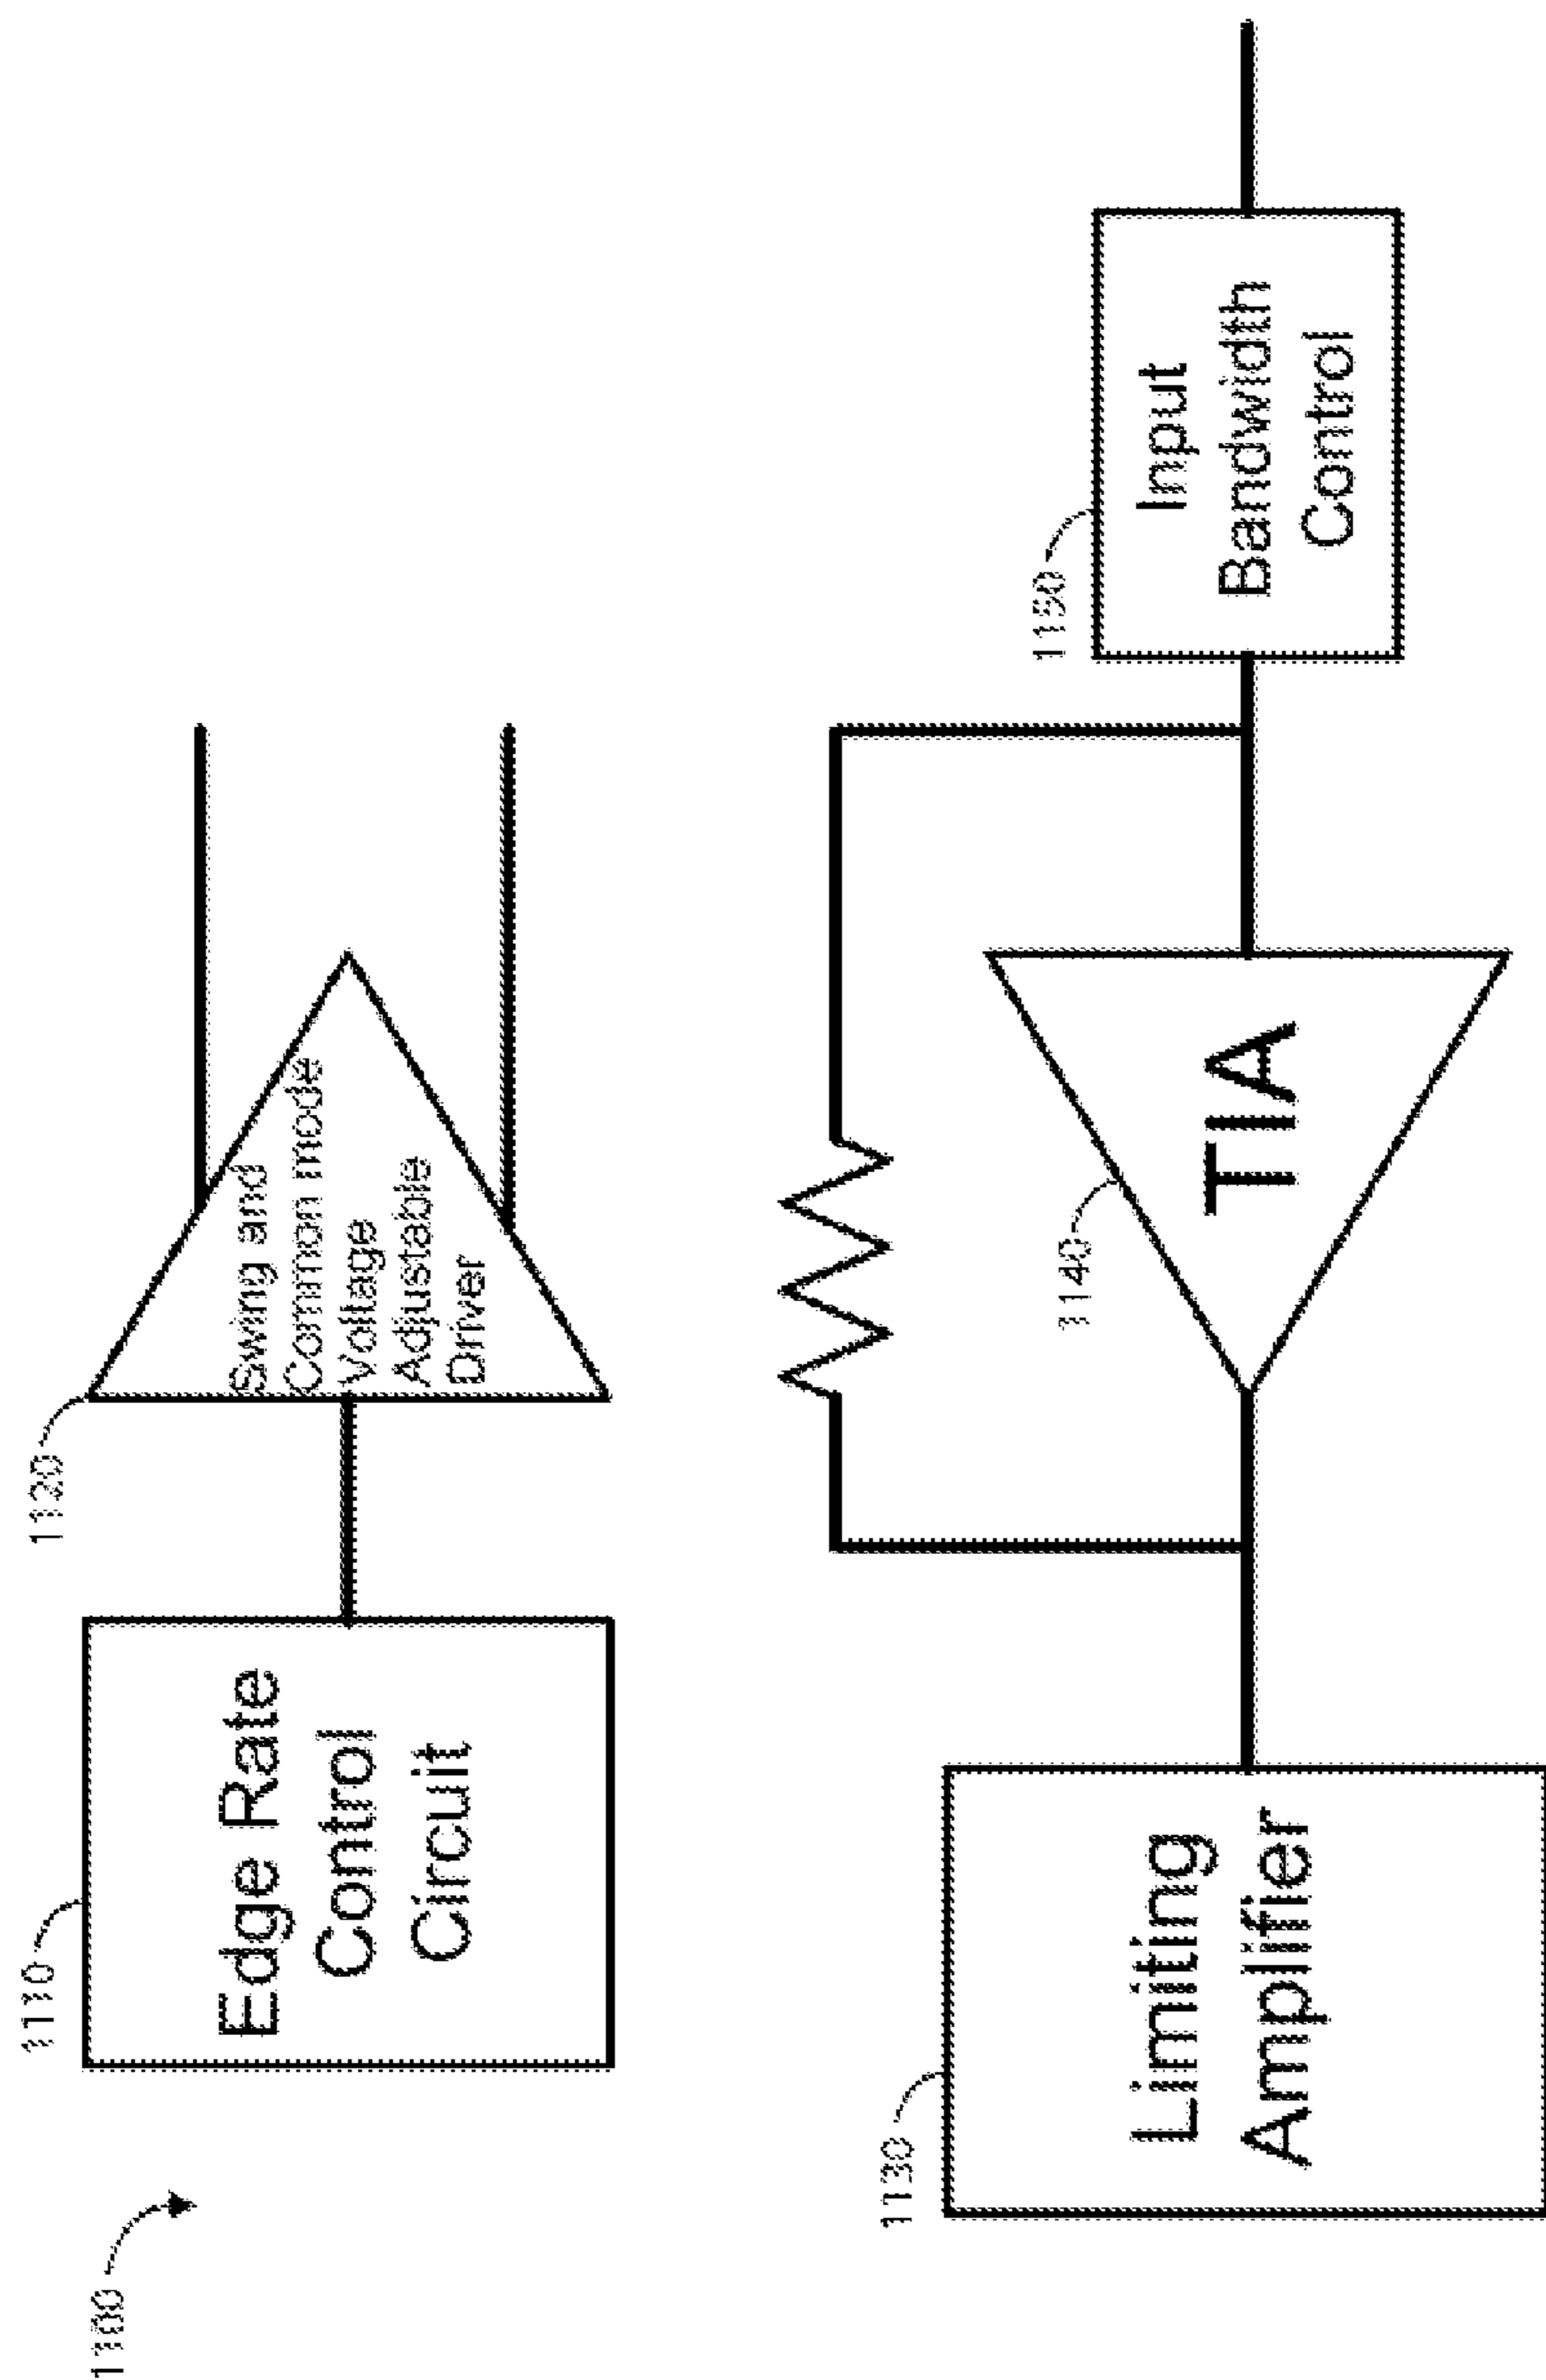 1100
1110
Edge Rate
Control
Circuit
1120
Swing and
Common mode
Voltage
Adjustable
Driver
1130
Limiting
Amplifier
1140
TIA
1150
Input
Bandwidth
Control